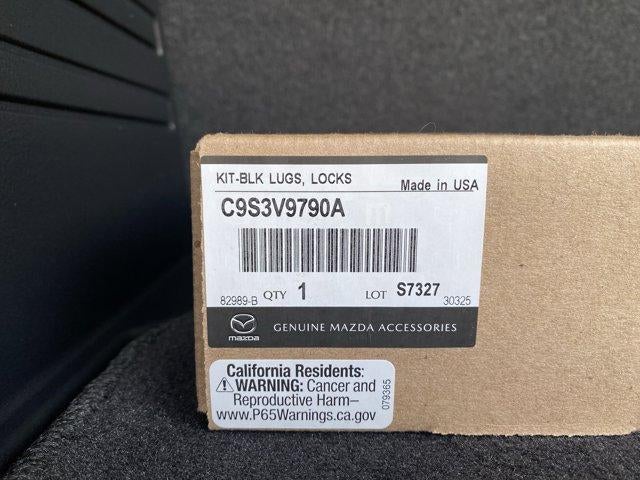 KIT-BLK LUGS, LOCKS
Made in USA
C9S3V9790A
82989-B QTY 1 LOT S7327 30325
mazda GENUINE MAZDA ACCESSORIES
California Residents:
⚠WARNING: Cancer and
Reproductive Harm–
www.P65Warnings.ca.gov
079365